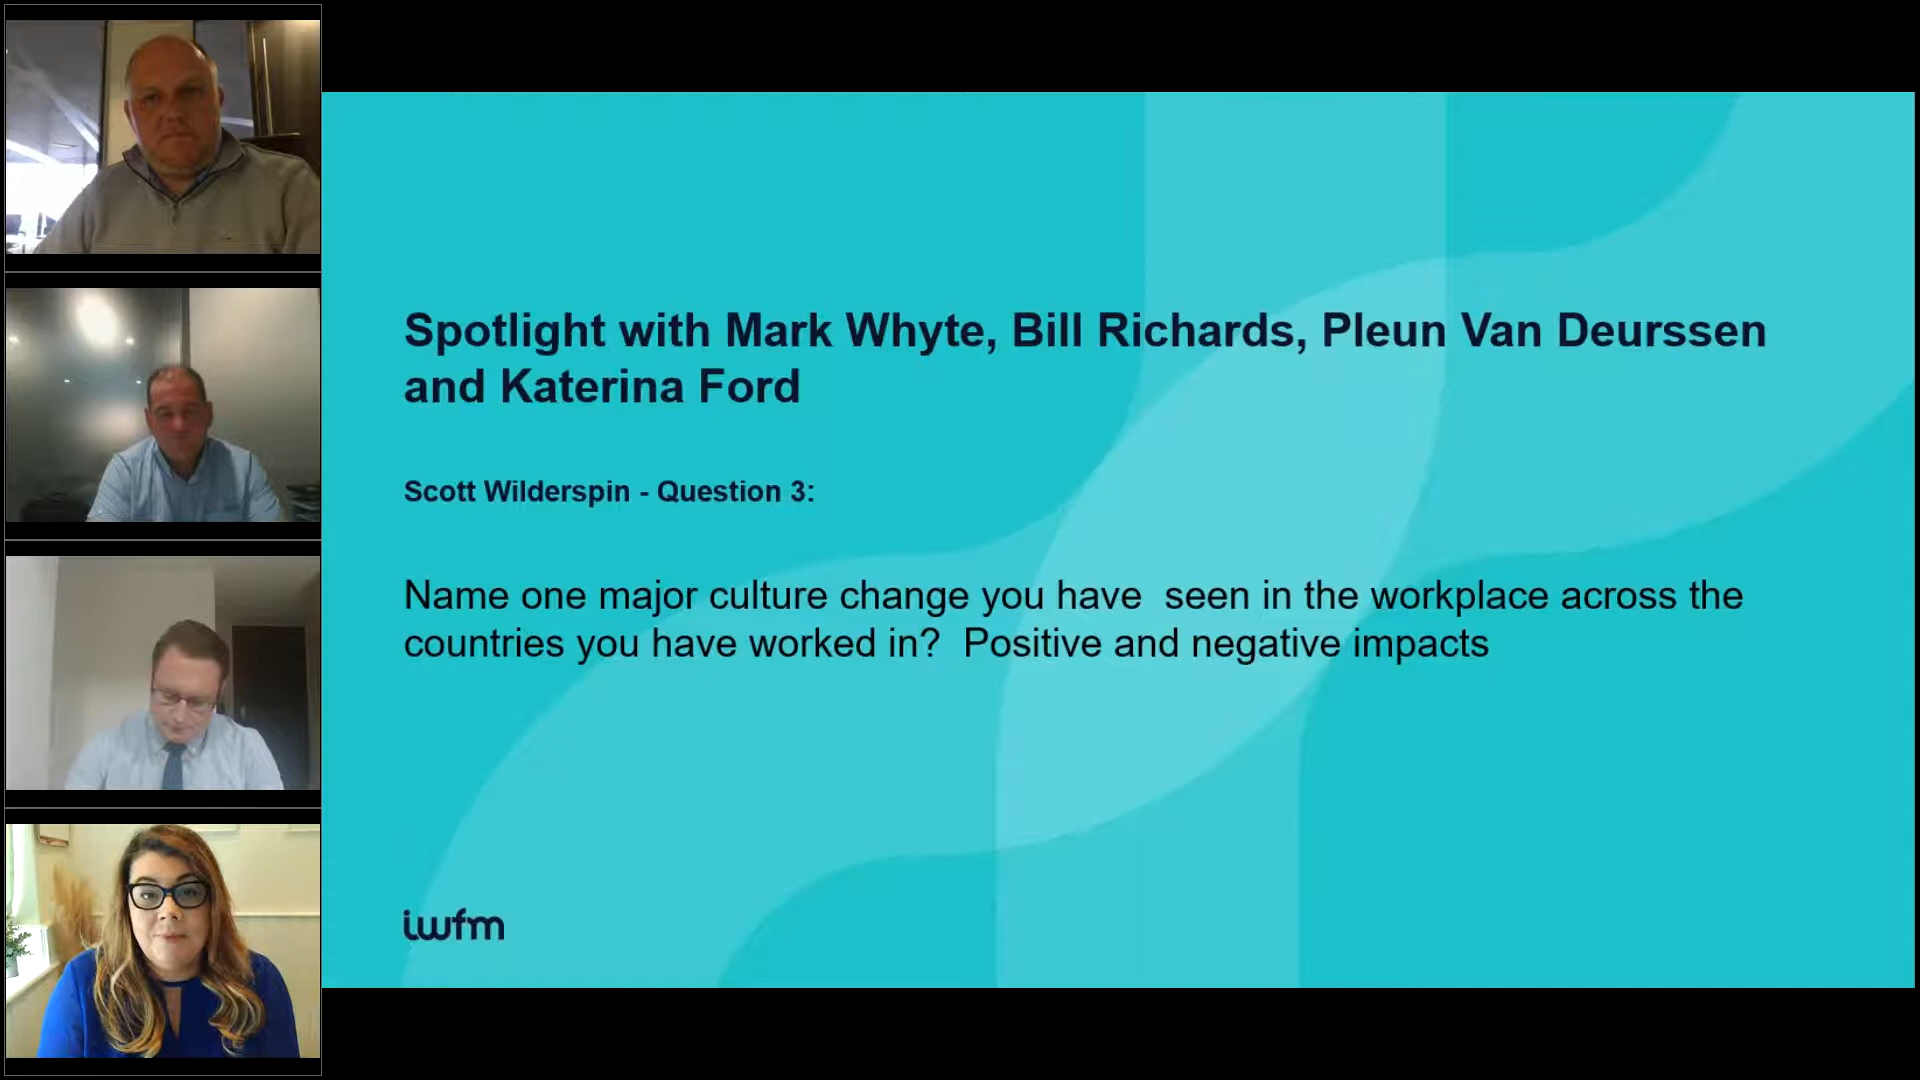 Spotlight with Mark Whyte, Bill Richards, Pleun Van Deurssen
and Katerina Ford
Scott Wilderspin - Question 3:
Name one major culture change you have  seen in the workplace across the
countries you have worked in?  Positive and negative impacts
iwfm